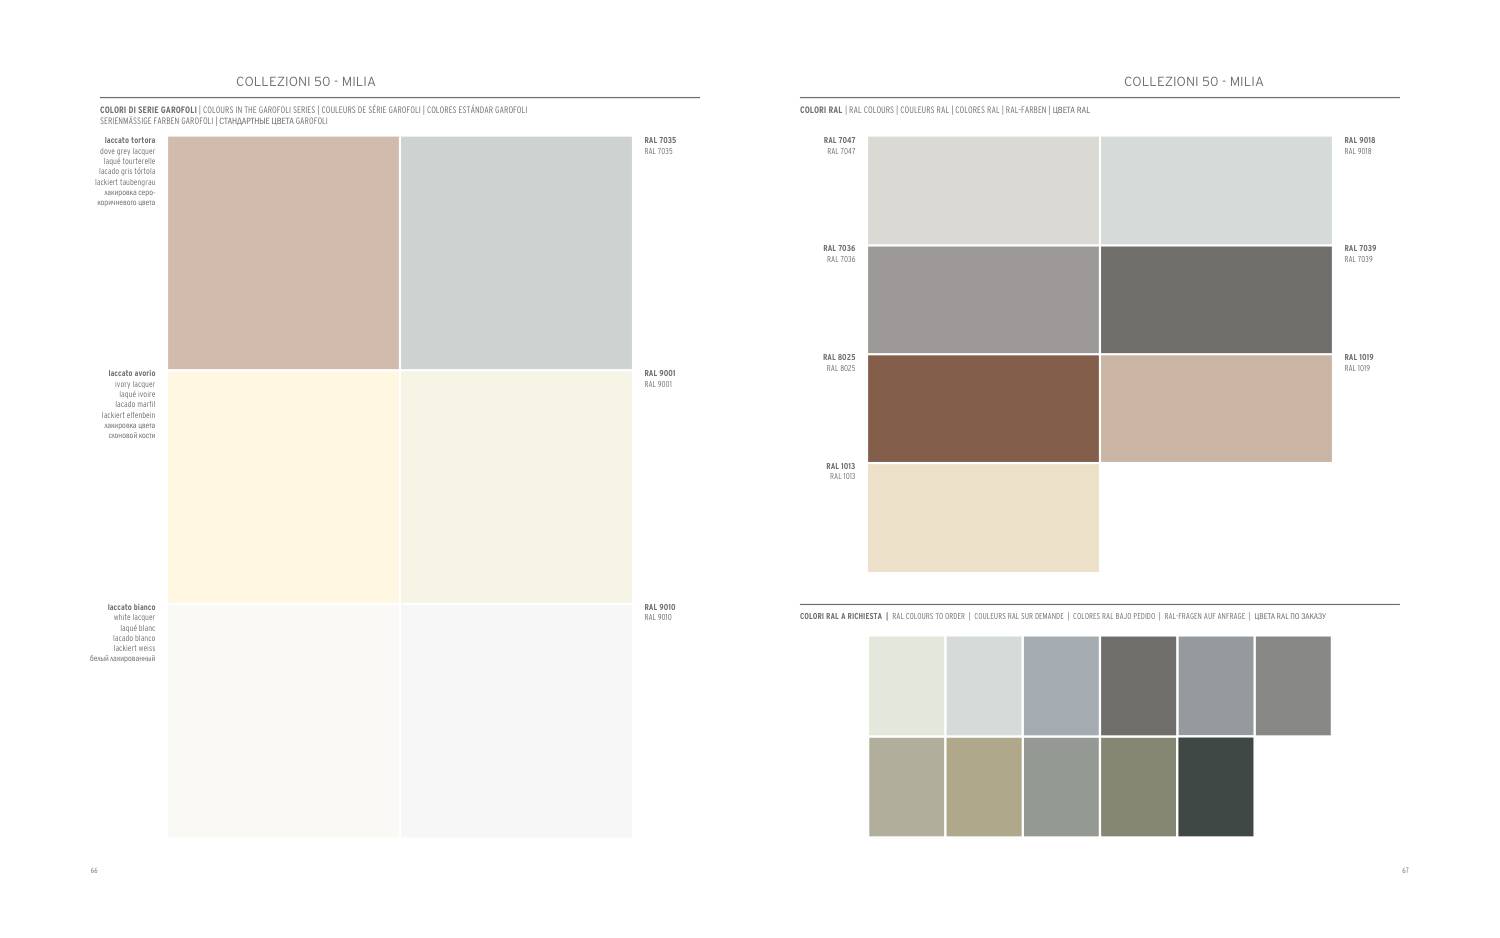 COLLEZIONI 50 - MILIA
COLORI DI SERIE GAROFOLI | COLOURS IN THE GAROFOLI SERIES | COULEURS DE SÉRIE GAROFOLI | COLORES ESTÁNDAR GAROFOLI
SERIENMÄSSIGE FARBEN GAROFOLI | СТАНДАРТНЫЕ ЦВЕТА GAROFOLI
laccato tortora
dove grey lacquer
laqué tourterelle
lacado gris tórtola
lackiert taubengrau
лакировка серо-
коричневого цвета
RAL 7035
RAL 7035
laccato avorio
ivory lacquer
laqué ivoire
lacado marfil
lackiert elfenbein
лакировка цвета
слоновой кости
RAL 9001
RAL 9001
laccato bianco
white lacquer
laqué blanc
lacado blanco
lackiert weiss
белый лакированный
RAL 9010
RAL 9010
66
COLLEZIONI 50 - MILIA
COLORI RAL | RAL COLOURS | COULEURS RAL | COLORES RAL | RAL-FARBEN | ЦВЕТА RAL
RAL 7047
RAL 7047
RAL 9018
RAL 9018
RAL 7036
RAL 7036
RAL 7039
RAL 7039
RAL 8025
RAL 8025
RAL 1019
RAL 1019
RAL 1013
RAL 1013
COLORI RAL A RICHIESTA | RAL COLOURS TO ORDER | COULEURS RAL SUR DEMANDE | COLORES RAL BAJO PEDIDO | RAL-FRAGEN AUF ANFRAGE | ЦВЕТА RAL ПО ЗАКАЗУ
67